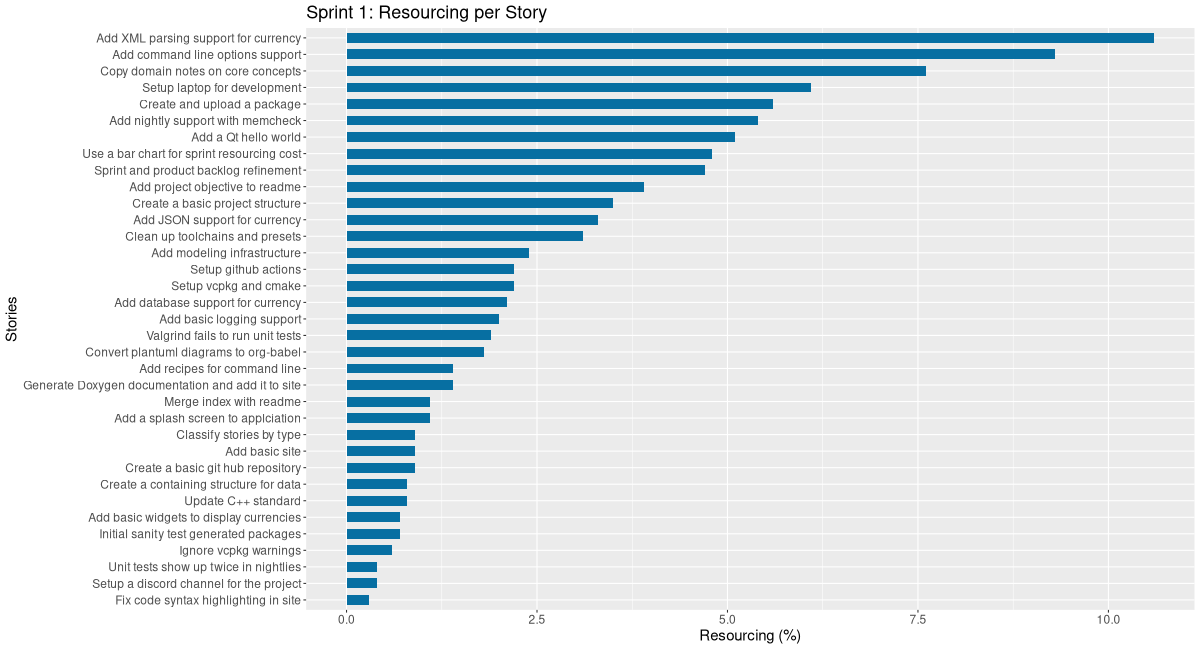 Sprint 1: Resourcing per Story
Add XML parsing support for currency
Add command line options support
Copy domain notes on core concepts
Setup laptop for development
Create and upload a package
Add nightly support with memcheck
Add a Qt hello world
Use a bar chart for sprint resourcing cost
Sprint and product backlog refinement
Add project objective to readme
Create a basic project structure
Add JSON support for currency
Clean up toolchains and presets
Add modeling infrastructure
Setup github actions
Setup vcpkg and cmake
Add database support for currency
Add basic logging support
Valgrind fails to run unit tests
Convert plantuml diagrams to org-babel
Add recipes for command line
Generate Doxygen documentation and add it to site
Merge index with readme
Add a splash screen to applciation
Classify stories by type
Add basic site
Create a basic git hub repository
Create a containing structure for data
Update C++ standard
Add basic widgets to display currencies
Initial sanity test generated packages
Ignore vcpkg warnings
Unit tests show up twice in nightlies
Setup a discord channel for the project
Fix code syntax highlighting in site
Stories
0.0 2.5 5.0 7.5 10.0
Resourcing (%)